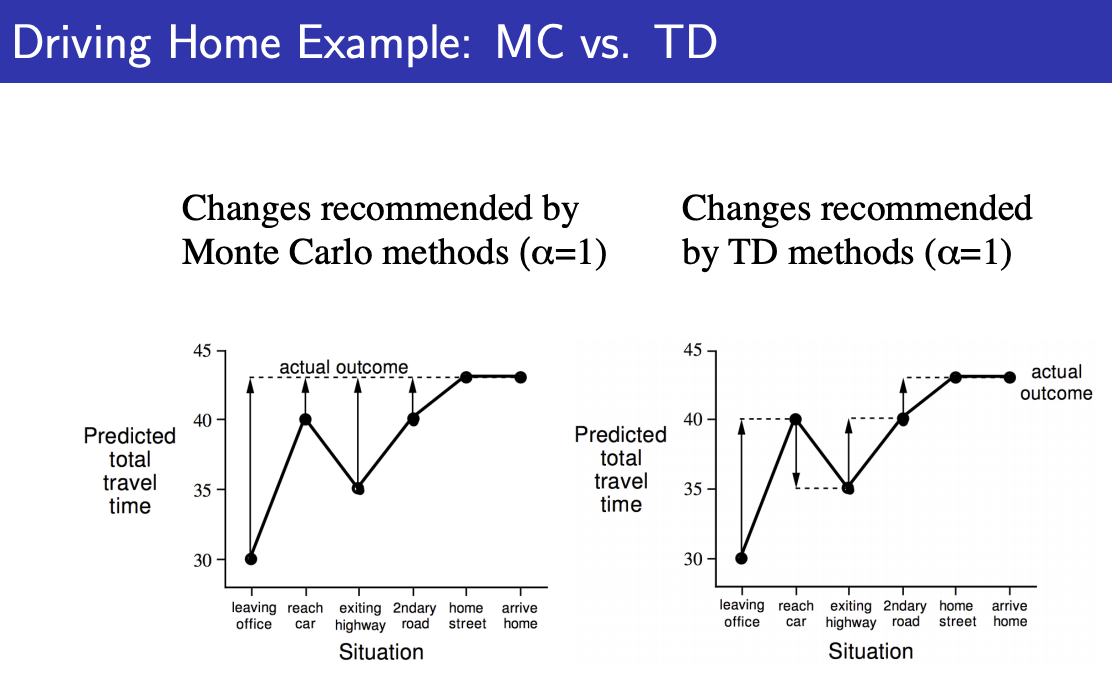 Driving Home Example: MC vs. TD
Changes recommended by
Monte Carlo methods (α=1)
45
actual outcome
40
35
30
Predicted
total
travel
time
leaving
office
reach
car
exiting
highway
2ndary
road
home
street
arrive
home
Situation
Changes recommended
by TD methods (α=1)
45
actual
outcome
40
35
30
Predicted
total
travel
time
leaving
office
reach
car
exiting
highway
2ndary
road
home
street
arrive
home
Situation